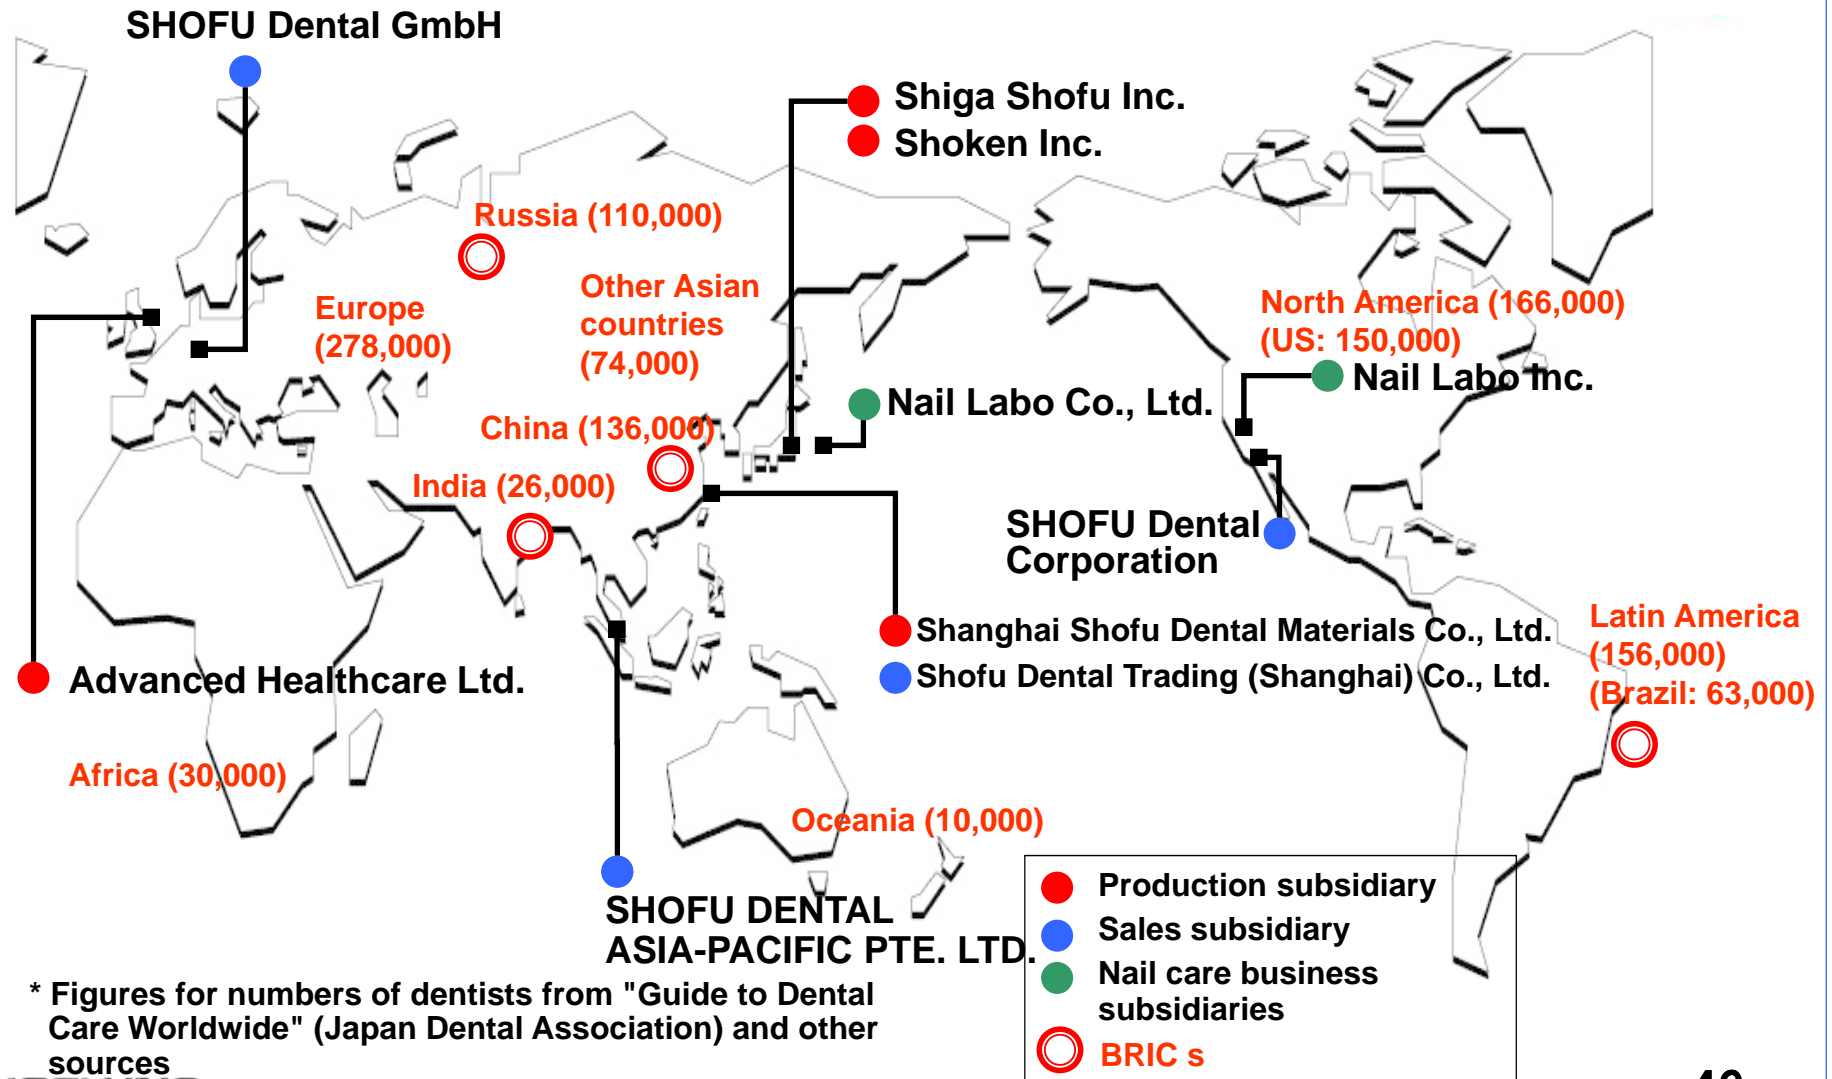 SHOFU Dental GmbH
Shiga Shofu Inc.
Shoken Inc.
Russia (110,000)
Other Asian
countries
(74,000)
Europe
(278,000)
North America (166,000)
(US: 150,000)
Nail Labo Inc.
Nail Labo Co., Ltd.
China (136,000)
India (26,000)
SHOFU Dental
Corporation
Shanghai Shofu Dental Materials Co., Ltd.
Shofu Dental Trading (Shanghai) Co., Ltd.
Latin America
(156,000)
(Brazil: 63,000)
Advanced Healthcare Ltd.
Africa (30,000)
Oceania (10,000)
SHOFU DENTAL
ASIA-PACIFIC PTE. LTD.
Production subsidiary
Sales subsidiary
Nail care business
subsidiaries
BRIC s
* Figures for numbers of dentists from "Guide to Dental
Care Worldwide" (Japan Dental Association) and other
sources